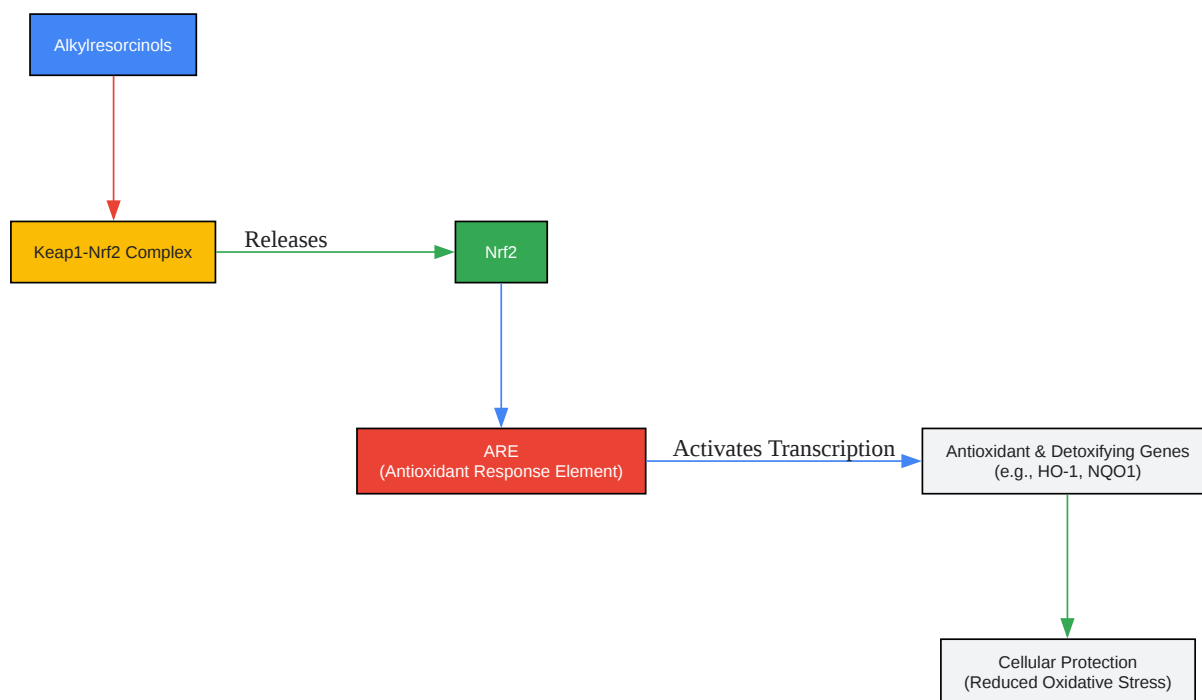 Alkylresorcinols
Keap1-Nrf2 Complex
Releases
Nrf2
ARE
(Antioxidant Response Element)
Activates Transcription
Antioxidant & Detoxifying Genes
(e.g., HO-1, NQO1)
Cellular Protection
(Reduced Oxidative Stress)